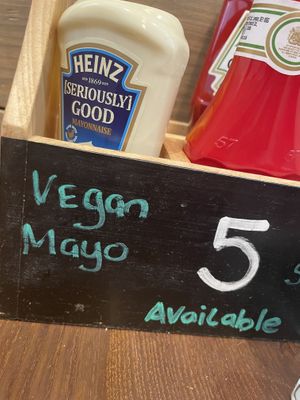 HEINZ
1869
[SERIOUSLY]
GOOD
MAYONNAISE
57
Vegan
Mayo
5
Available